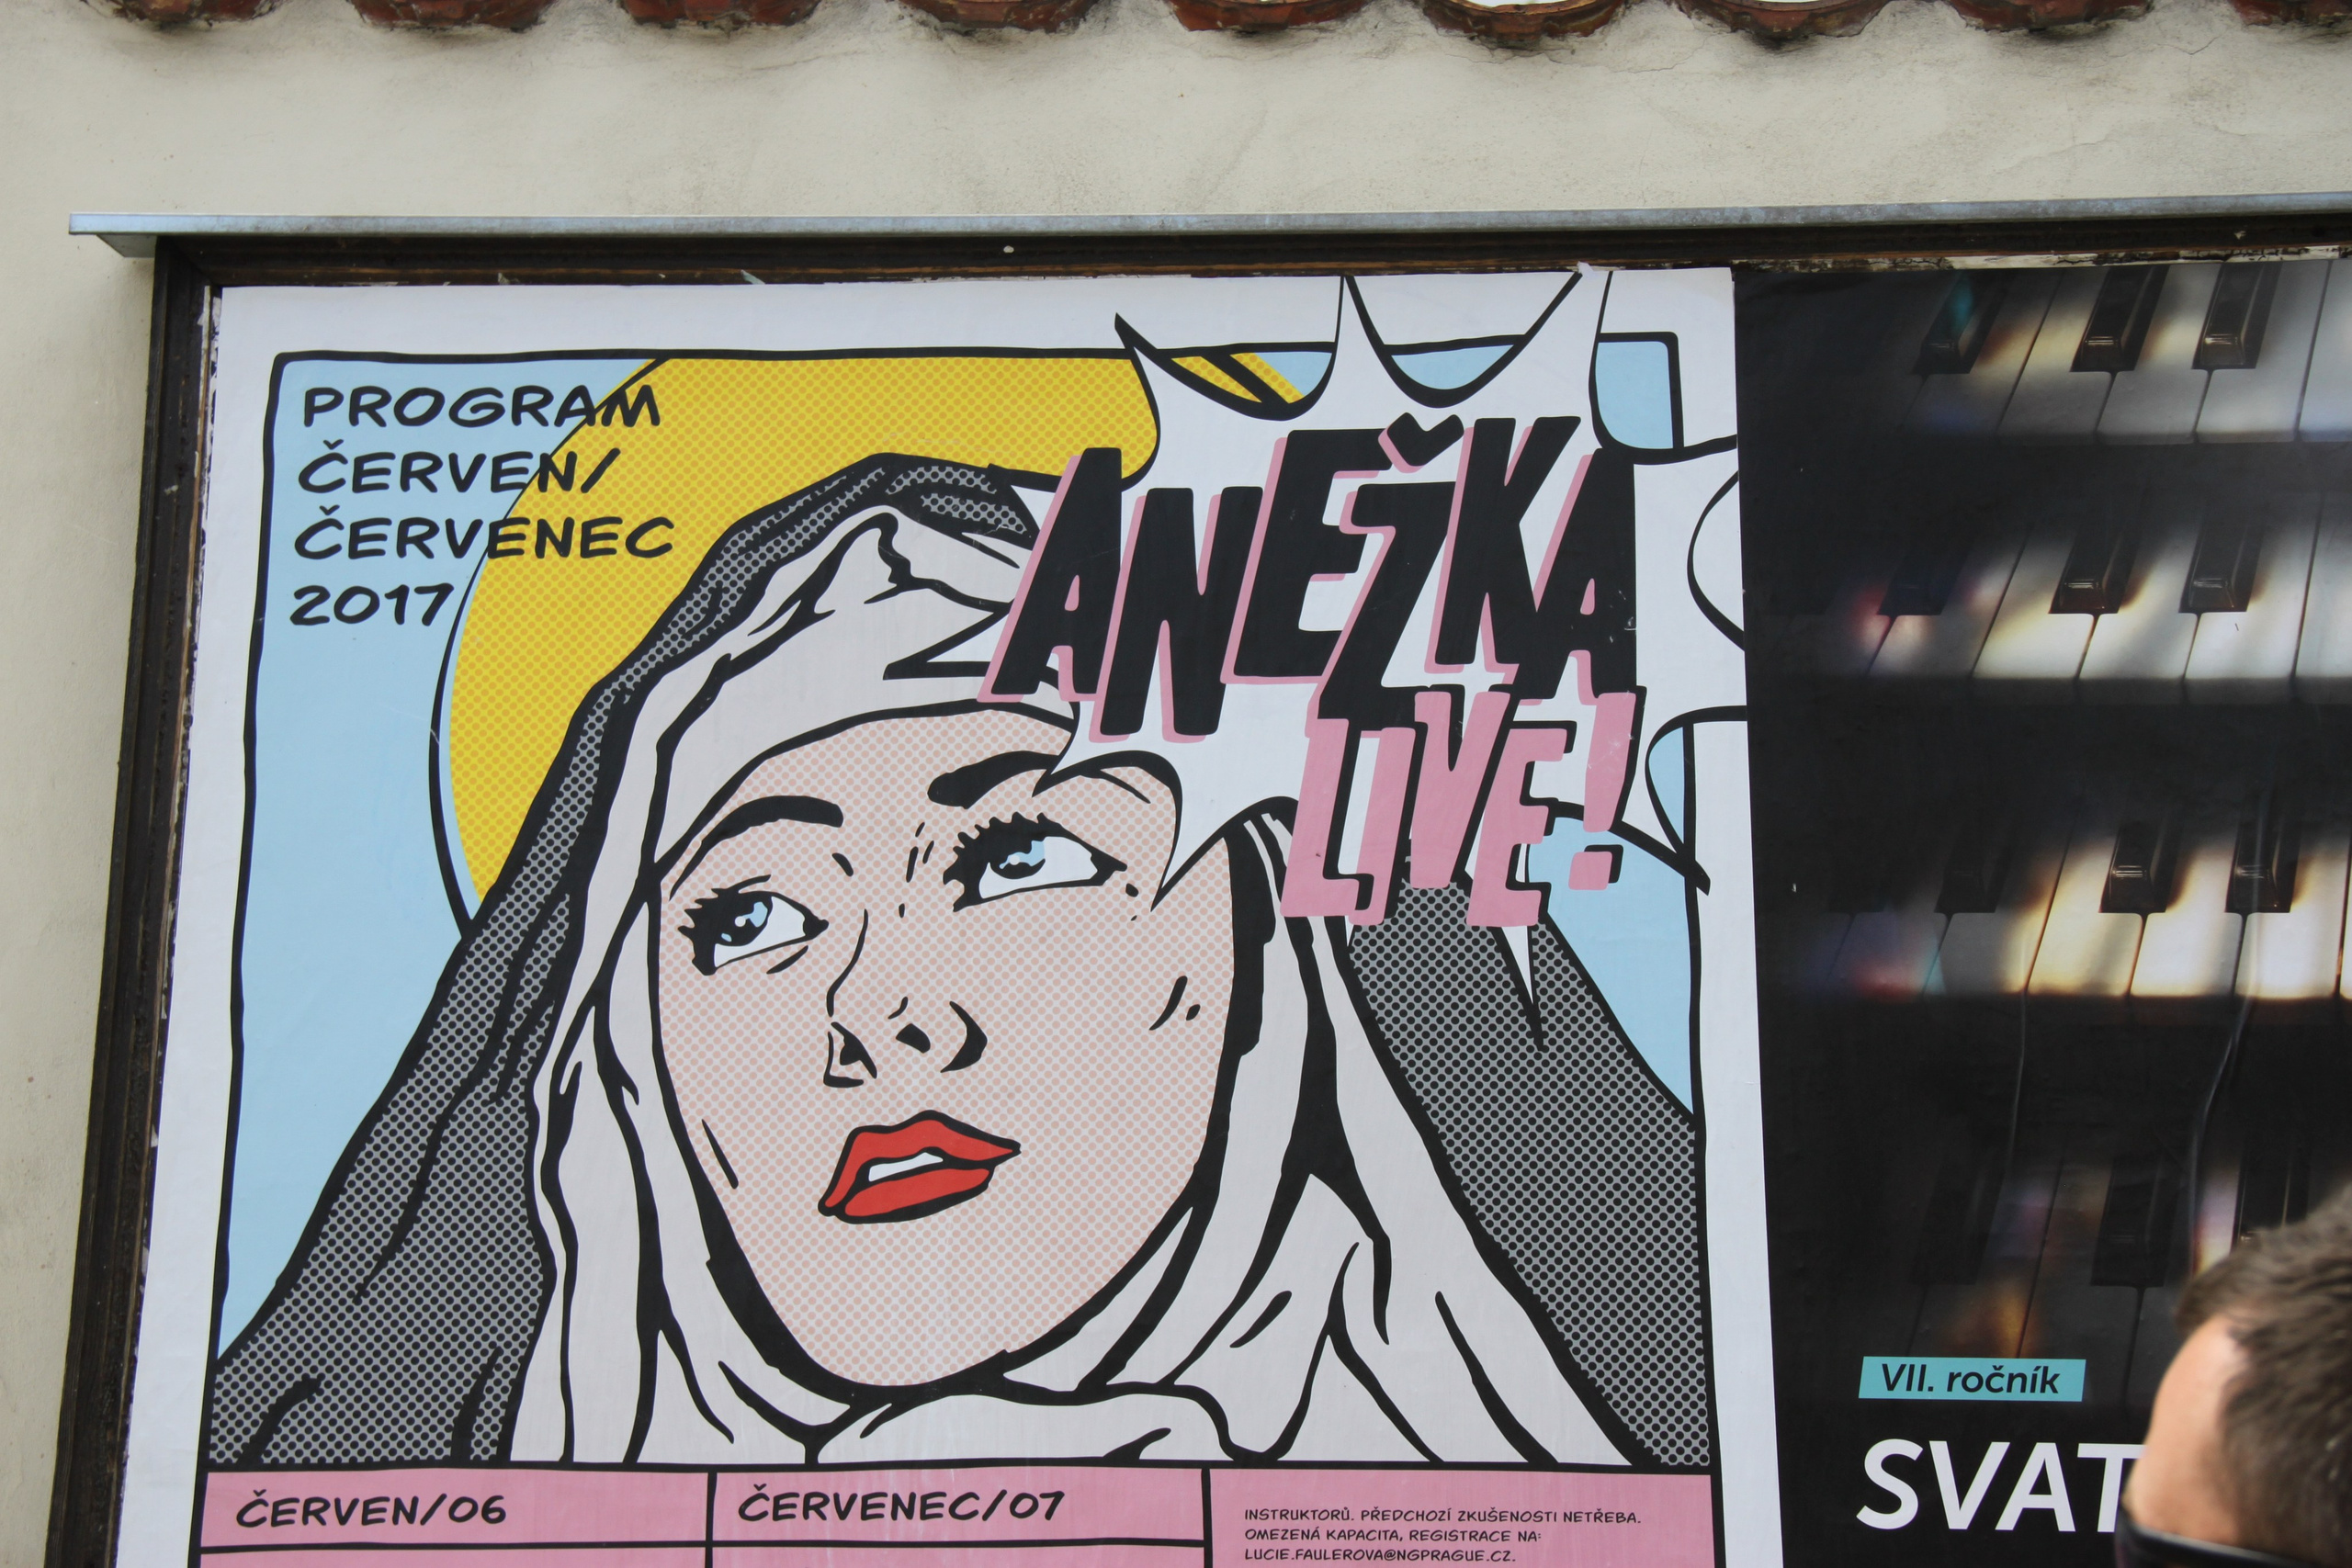 PROGRAM
ČERVEN/
ČERVENEC
2017
ANEŽKA
LIVE!
ČERVEN/06
ČERVENEC/07
INSTRUKTORŮ. PŘEDCHOZÍ ZKUŠENOSTI NETŘEBA.
OMEZENÁ KAPACITA, REGISTRACE NA:
LUCIE.FAULEROVA@NGPRAGUE.CZ.
VII. ročník
SVAT